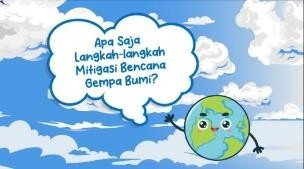 Apa Saja
Langkah-langkah
Mitigasi Bencana
Gempa Bumi?